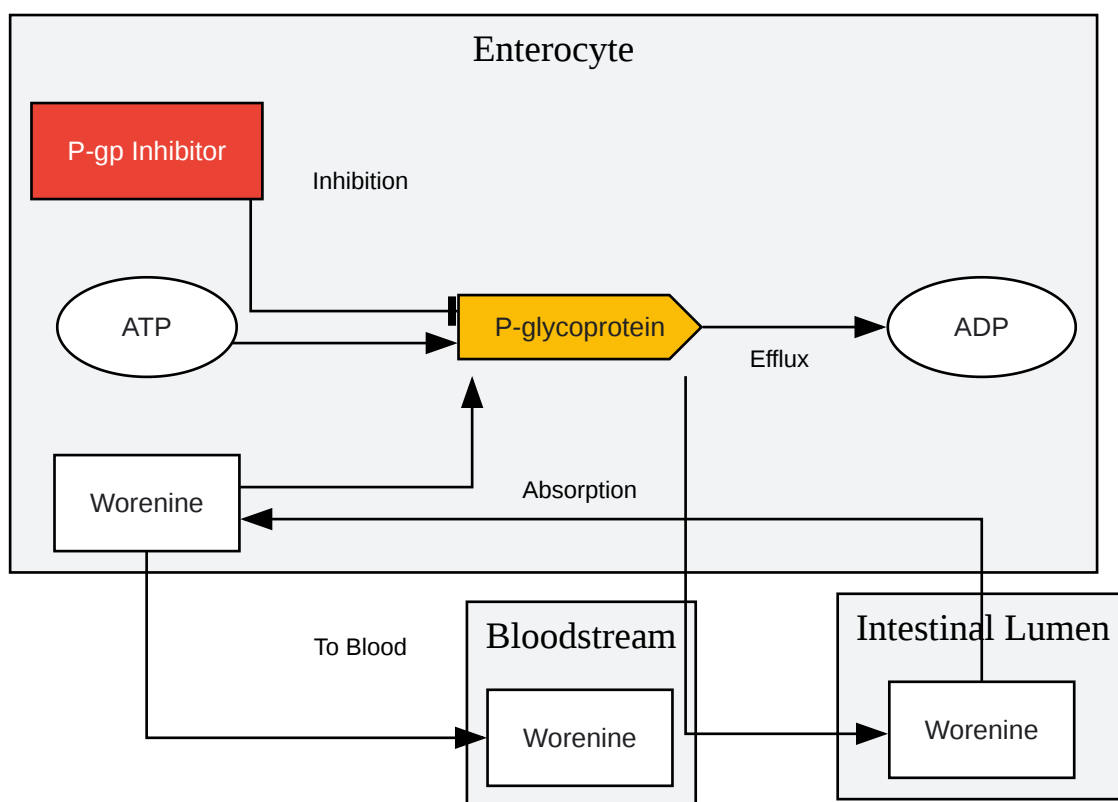 Enterocyte
P-gp Inhibitor
Inhibition
ATP
P-glycoprotein
ADP
Efflux
Worenine
Absorption
To Blood
Bloodstream
Worenine
Intestinal Lumen
Worenine